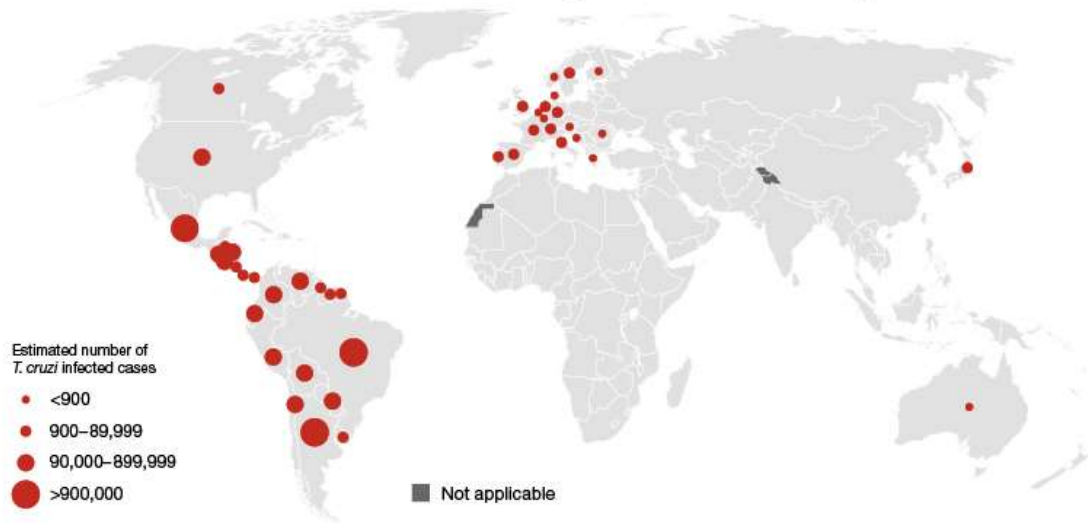 Estimated number of
T. cruzi infected cases
<900
900–89,999
90,000–899,999
>900,000
Not applicable